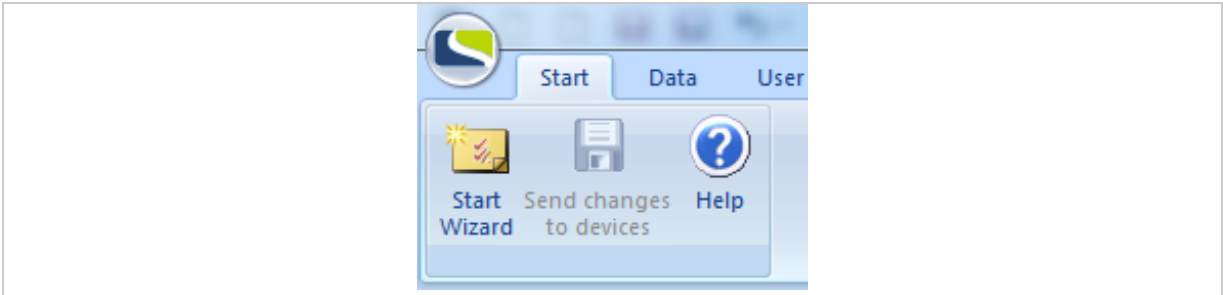 Start Data User
Start Send changes Help
Wizard to devices